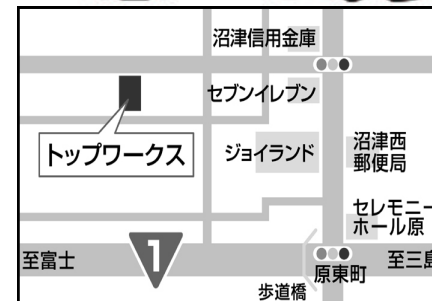 沼津信用金庫
セブンイレブン
トップワークス
ジョイランド
沼津西
郵便局
セレモニー
ホール原
至富士
1
原東町
至三島
歩道橋